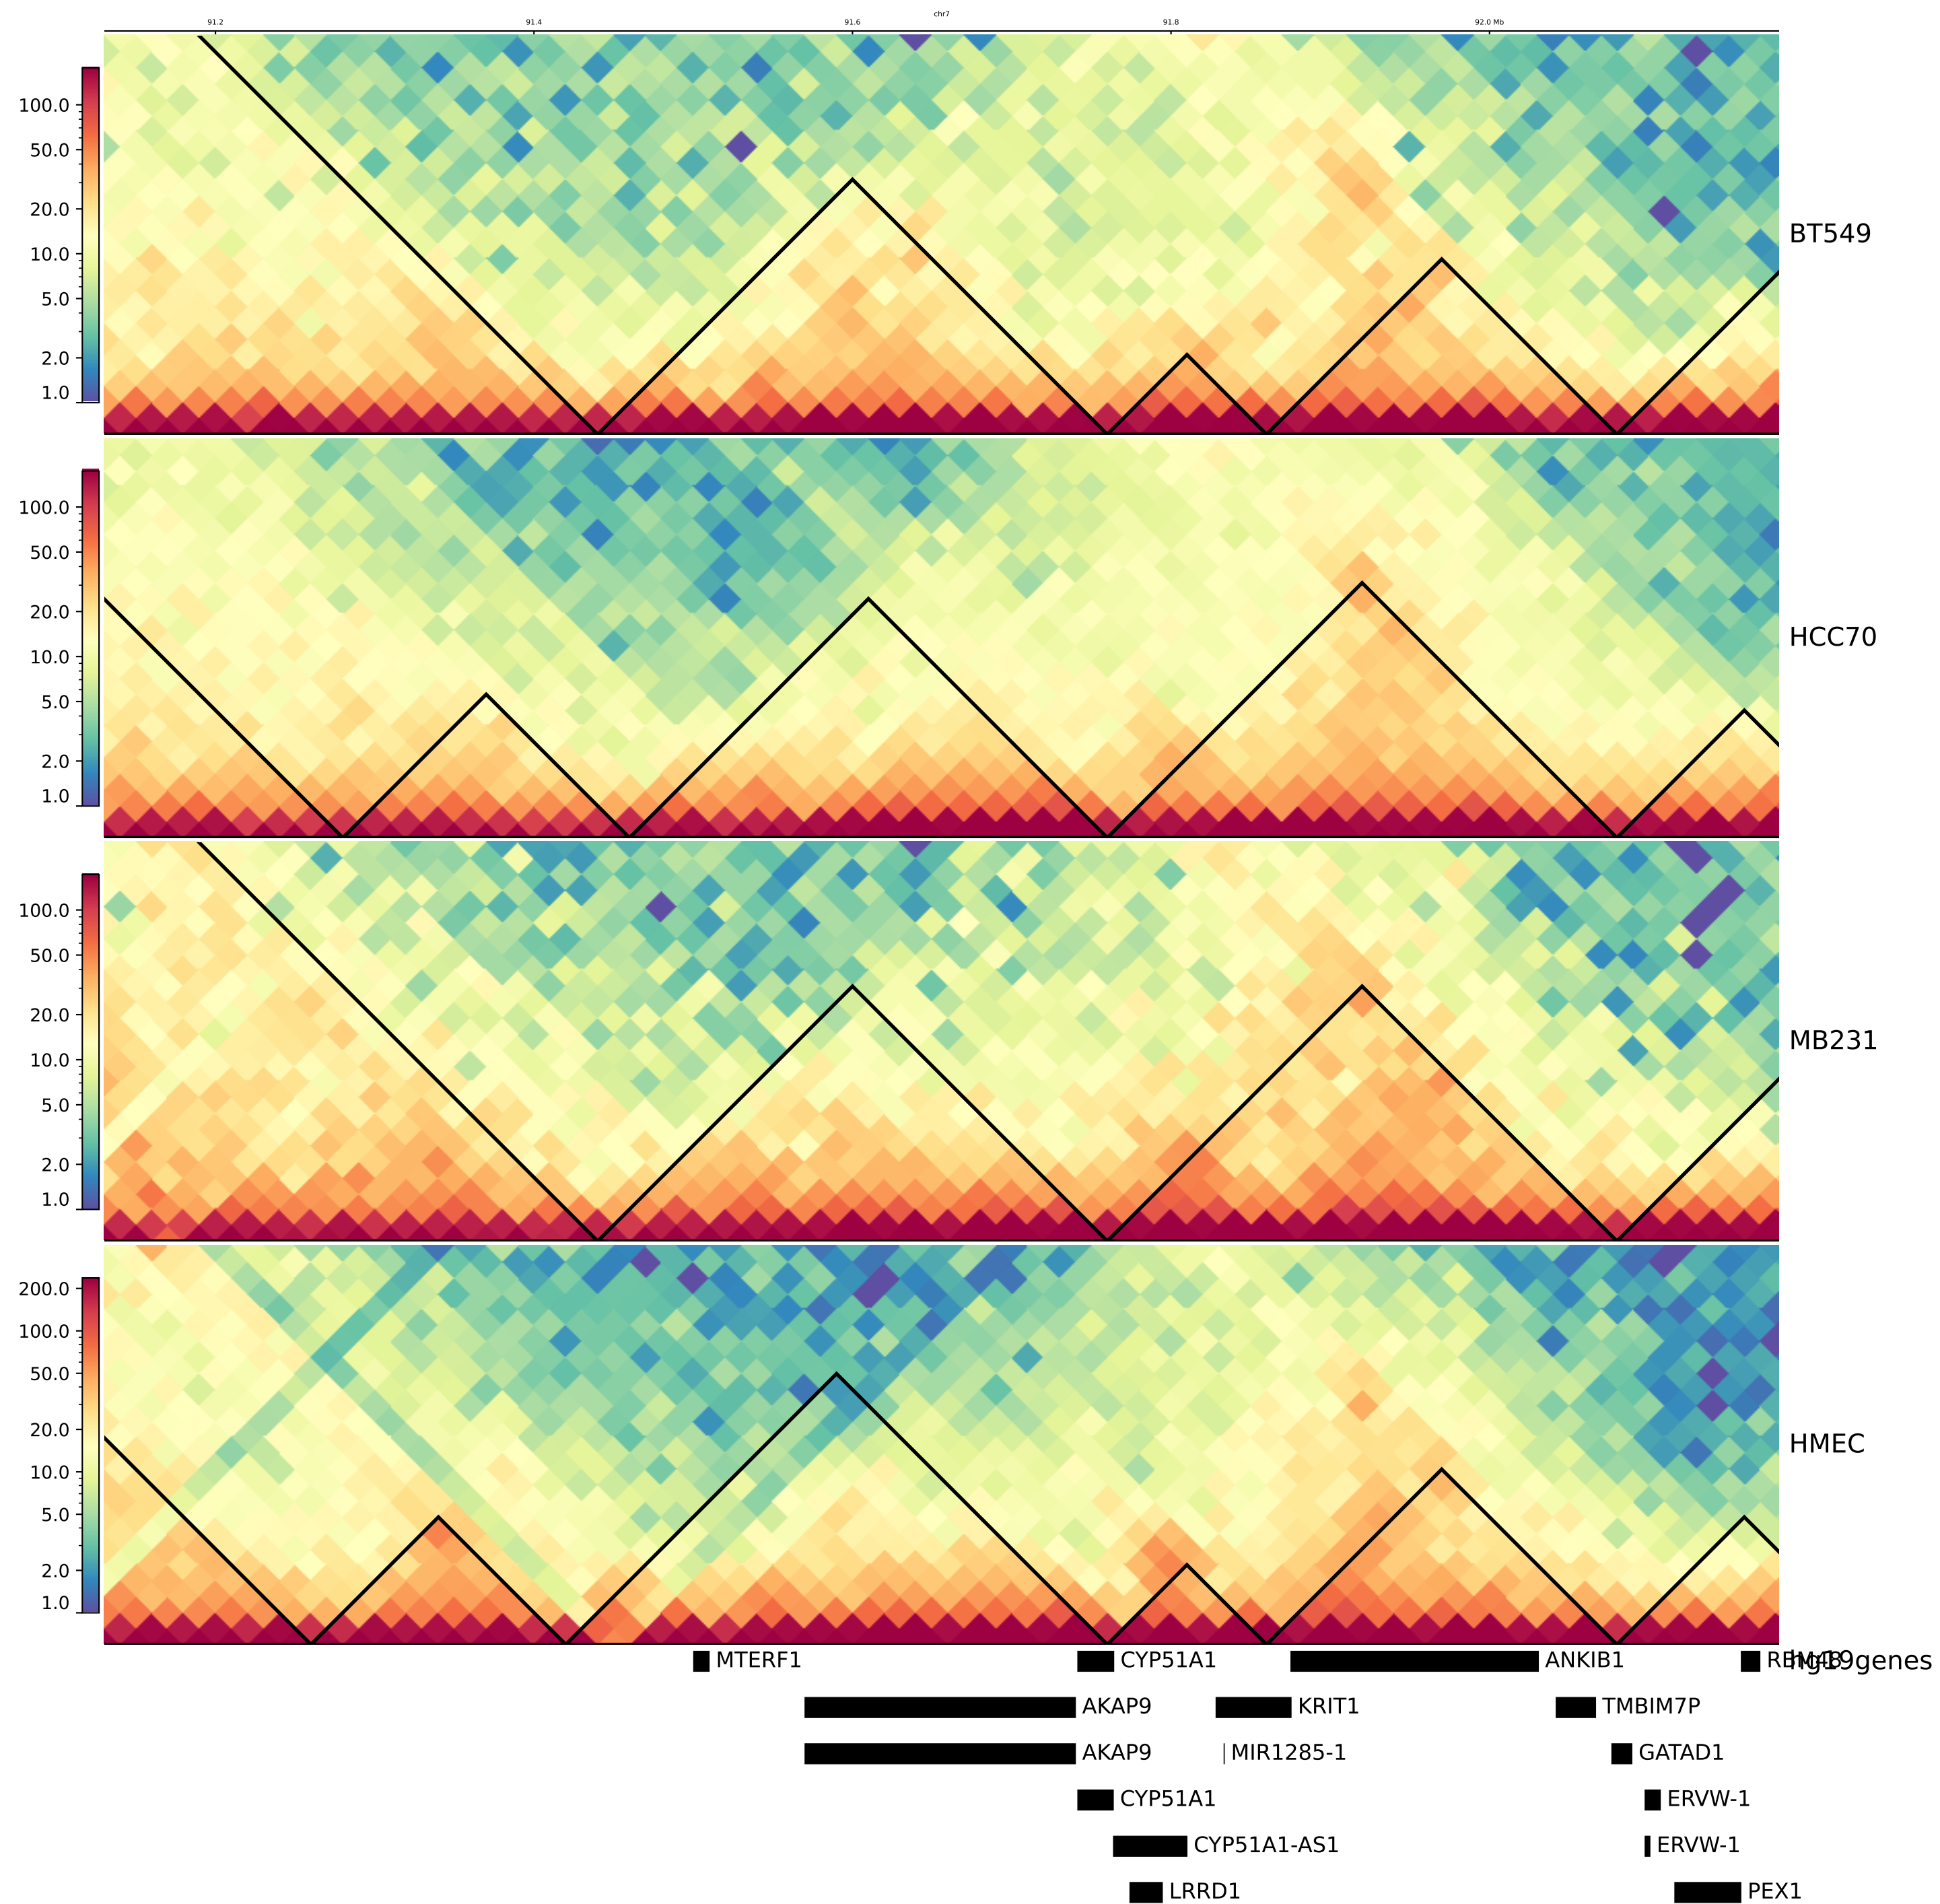 chr7
91.2 91.4 91.6 91.8 92.0 Mb
100.0
50.0
20.0
10.0
5.0
2.0
1.0
BT549
100.0
50.0
20.0
10.0
5.0
2.0
1.0
HCC70
100.0
50.0
20.0
10.0
5.0
2.0
1.0
MB231
200.0
100.0
50.0
20.0
10.0
5.0
2.0
1.0
HMEC
MTERF1 CYP51A1 ANKIB1 RBM48 hg19genes
AKAP9 KRIT1 TMBIM7P
AKAP9 MIR1285-1 GATAD1
CYP51A1 ERVW-1
CYP51A1-AS1 ERVW-1
LRRD1 PEX1